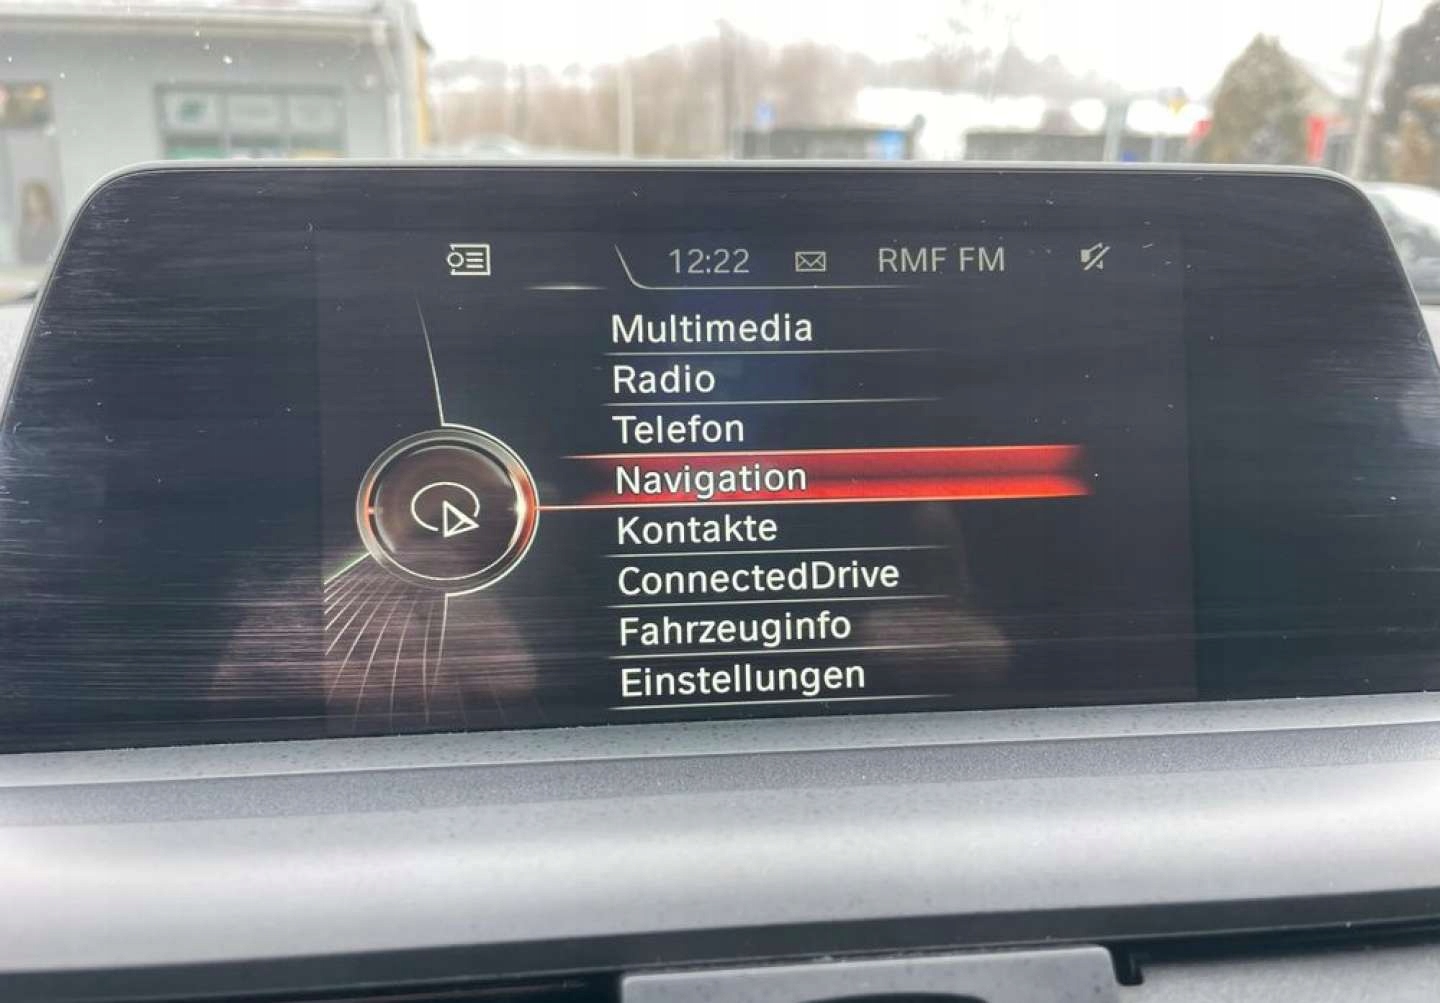 12:22 RMF FM
Multimedia
Radio
Telefon
Navigation
Kontakte
ConnectedDrive
Fahrzeuginfo
Einstellungen